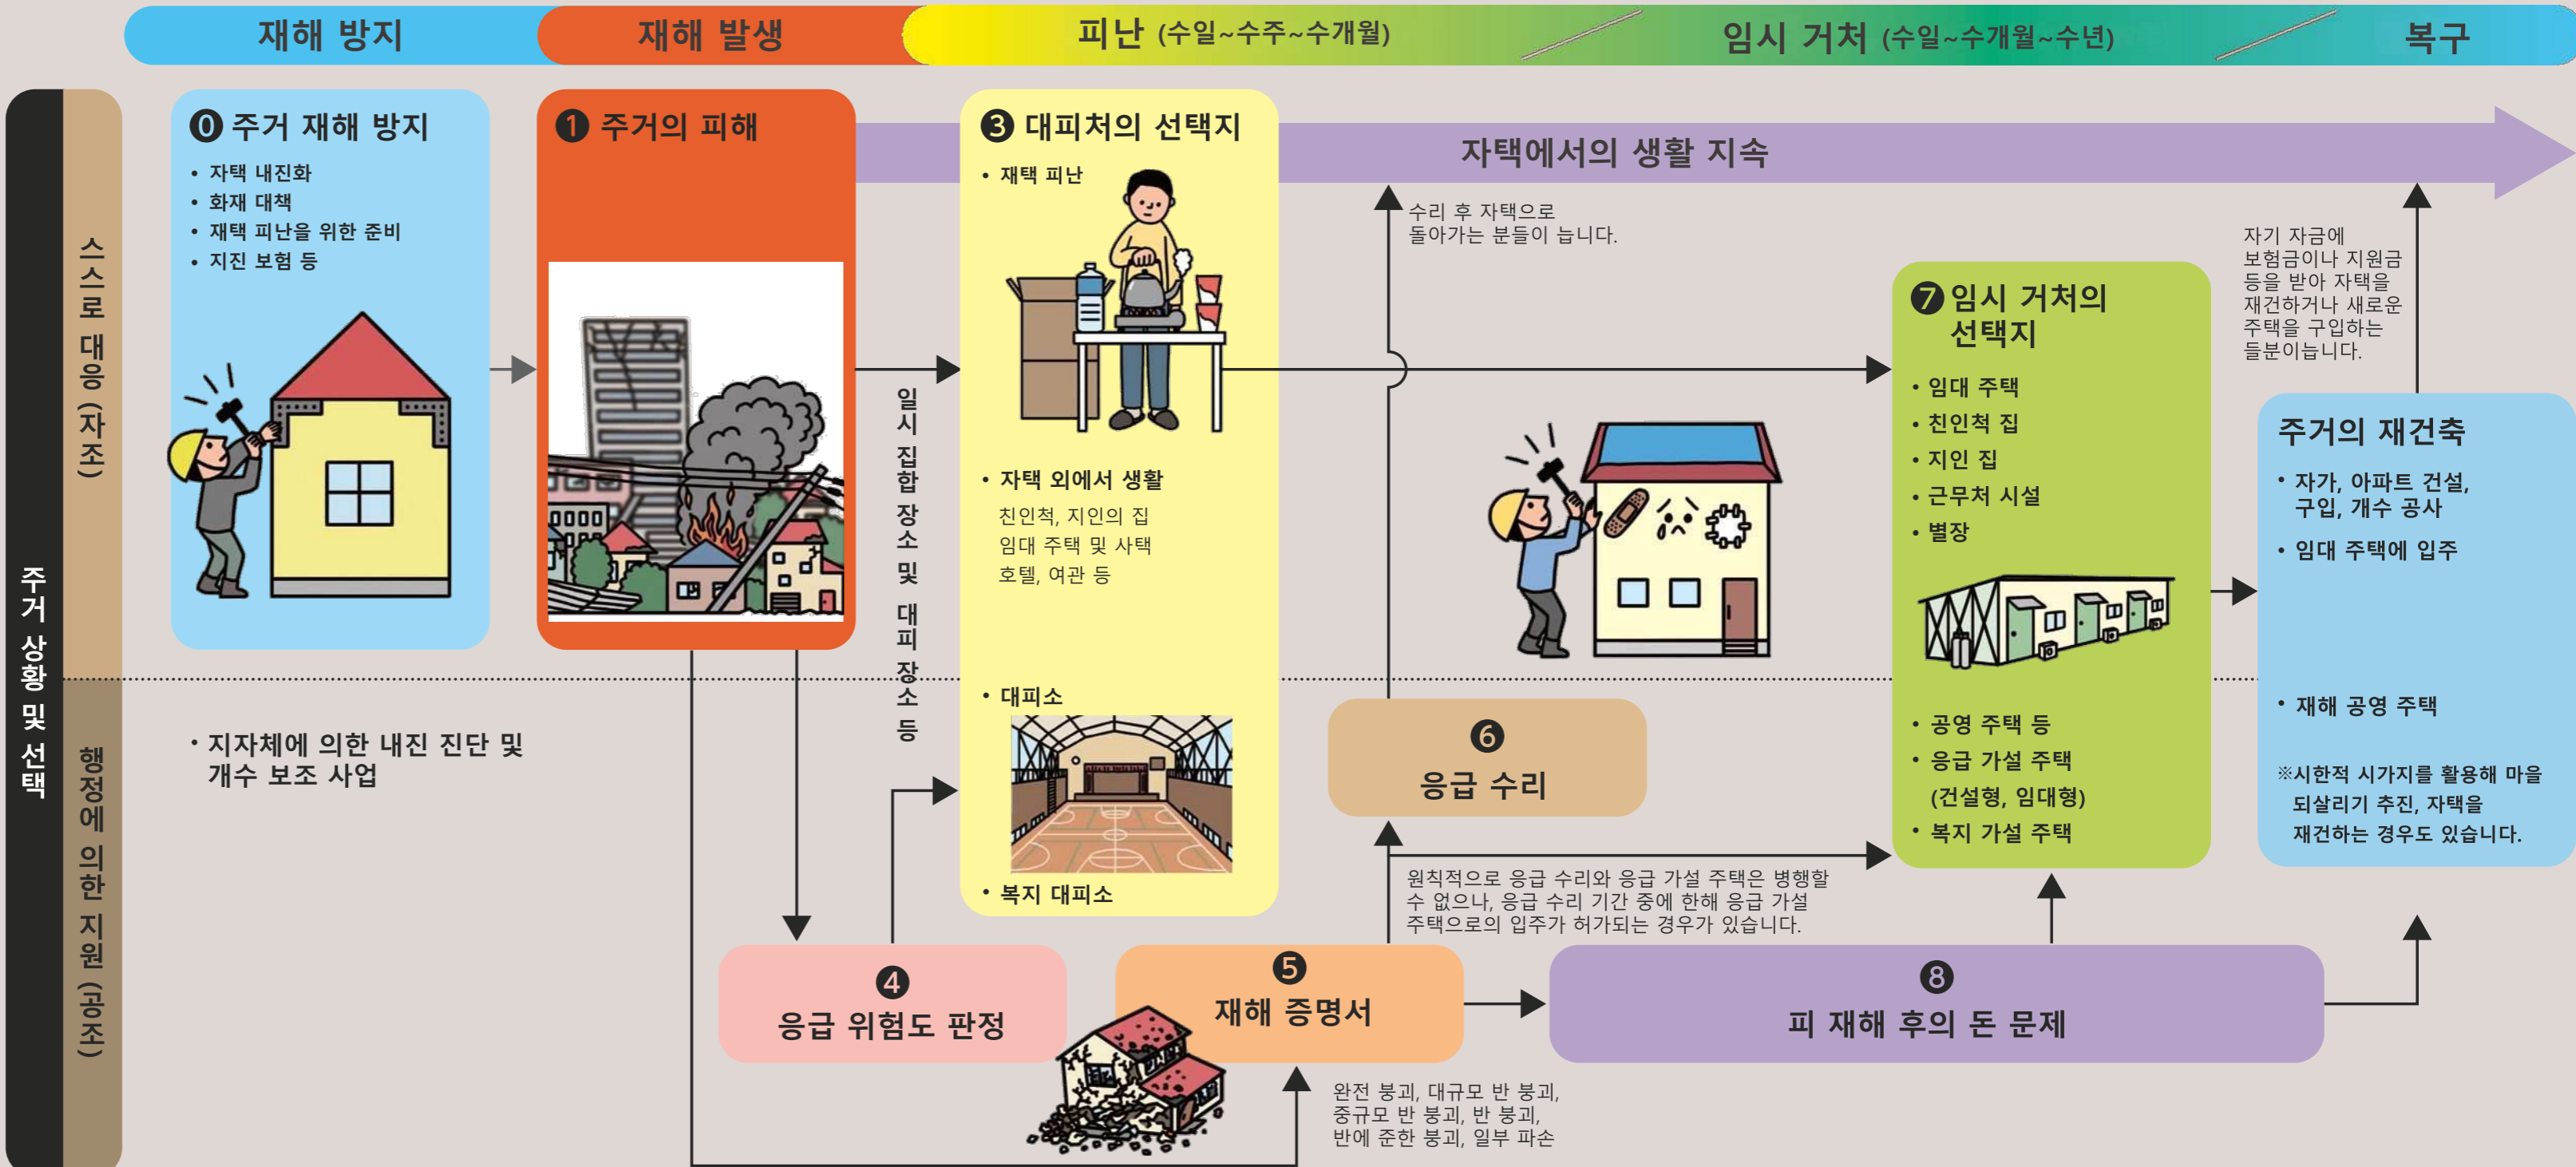 재해 방지
재해 발생
피난 (수일~수주~수개월)
임시 거처 (수일~수개월~수년)
복구
주거 상황 및 선택
스스로 대응 (자조)
행정에 의한 지원 (공조)
0 주거 재해 방지
• 자택 내진화
• 화재 대책
• 재택 피난을 위한 준비
• 지진 보험 등
• 지자체에 의한 내진 진단 및
개수 보조 사업
1 주거의 피해
일시 집합 장소 및 대피 장소 등
3 대피처의 선택지
• 재택 피난
• 자택 외에서 생활
친인척, 지인의 집
임대 주택 및 사택
호텔, 여관 등
• 대피소
• 복지 대피소
자택에서의 생활 지속
수리 후 자택으로
돌아가는 분들이 늡니다.
4
응급 위험도 판정
5
재해 증명서
완전 붕괴, 대규모 반 붕괴,
중규모 반 붕괴, 반 붕괴,
반에 준한 붕괴, 일부 파손
6
응급 수리
원칙적으로 응급 수리와 응급 가설 주택은 병행할
수 없으나, 응급 수리 기간 중에 한해 응급 가설
주택으로의 입주가 허가되는 경우가 있습니다.
7 임시 거처의
선택지
• 임대 주택
• 친인척 집
• 지인 집
• 근무처 시설
• 별장
• 공영 주택 등
• 응급 가설 주택
(건설형, 임대형)
• 복지 가설 주택
8
피 재해 후의 돈 문제
자기 자금에
보험금이나 지원금
등을 받아 자택을
재건하거나 새로운
주택을 구입하는
들분이늡니다.
주거의 재건축
• 자가, 아파트 건설,
구입, 개수 공사
• 임대 주택에 입주
• 재해 공영 주택
※시한적 시가지를 활용해 마을
되살리기 추진, 자택을
재건하는 경우도 있습니다.